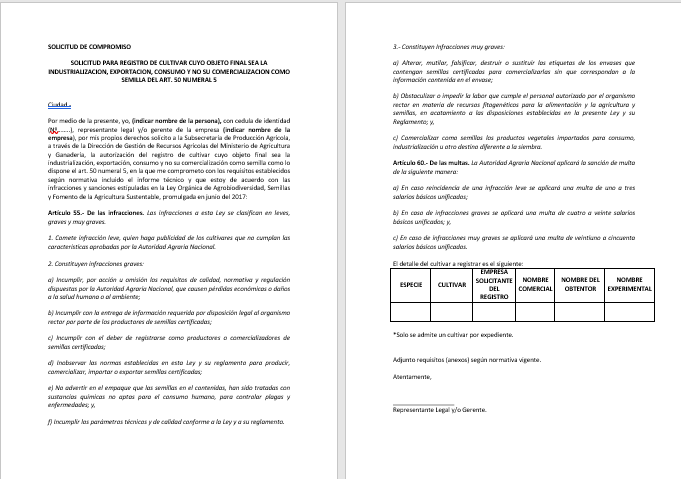 SOLICITUD DE COMPROMISO
SOLICITUD PARA REGISTRO DE CULTIVAR CUYO OBJETO FINAL SEA LA
INDUSTRIALIZACION, EXPORTACION, CONSUMO Y NO SU COMERCIALIZACION COMO
SEMILLA DEL ART. 50 NUMERAL 5
Ciudad,.
Por medio de la presente, yo, (indicar nombre de la persona), con cedula de identidad
(Nº.......), representante legal y/o gerente de la empresa (indicar nombre de la
empresa), por mis propios derechos solicito a la Subsecretaría de Producción Agrícola,
a través de la Dirección de Gestión de Recursos Agrícolas del Ministerio de Agricultura
y Ganadería, la autorización del registro de cultivar cuyo objeto final sea la
industrialización, exportación, consumo y no su comercialización como semilla como lo
dispone el art. 50 numeral 5, en la que me comprometo con los requisitos establecidos
según normativa incluido el informe técnico y que estoy de acuerdo con las
infracciones y sanciones estipuladas en la Ley Orgánica de Agrobiodiversidad, Semillas
y Fomento de la Agricultura Sustentable, promulgada en junio del 2017:
Artículo 55.- De las infracciones. Las infracciones a esta Ley se clasifican en leves,
graves y muy graves.
1. Comete infracción leve, quien haga publicidad de los cultivares que no cumplan las
características aprobadas por la Autoridad Agraria Nacional.
2. Constituyen infracciones graves:
a) Incumplir, por acción u omisión los requisitos de calidad, normativa y regulación
dispuestas por la Autoridad Agraria Nacional, que causen pérdidas económicas o daños
a la salud humana o al ambiente;
b) Incumplir con la entrega de información requerida por disposición legal al organismo
rector por parte de los productores de semillas certificadas;
c) Incumplir con el deber de registrarse como productores o comercializadores de
semillas certificadas;
d) Inobservar las normas establecidas en esta Ley y su reglamento para producir,
comercializar, importar o exportar semillas certificadas;
e) No advertir en el empaque que las semillas en el contenidas, han sido tratadas con
sustancias químicas no aptas para el consumo humano, para controlar plagas y
enfermedades; y,
f) Incumplir los parámetros técnicos y de calidad conforme a la Ley y a su reglamento.
3.- Constituyen infracciones muy graves:
a) Alterar, mutilar, falsificar, destruir o sustituir las etiquetas de los envases que
contengan semillas certificadas para comercializarlas sin que correspondan a la
información contenida en el envase;
b) Obstaculizar o impedir la labor que cumple el personal autorizado por el organismo
rector en materia de recursos fitogenéticos para la alimentación y la agricultura y
semillas, en acatamiento a las disposiciones establecidas en la presente Ley y su
Reglamento; y,
c) Comercializar como semillas los productos vegetales importados para consumo,
industrialización u otro destino diferente a la siembra.
Artículo 60.- De las multas. La Autoridad Agraria Nacional aplicará la sanción de multa
de la siguiente manera:
a) En caso reincidencia de una infracción leve se aplicará una multa de uno a tres
salarios básicos unificados;
b) En caso de infracciones graves se aplicará una multa de cuatro a veinte salarios
básicos unificados; y,
c) En caso de infracciones muy graves se aplicará multa de veintiuno a cincuenta
salarios básicos unificados.
El detalle del cultivar a registrar es el siguiente:
ESPECIE CULTIVAR EMPRESA SOLICITANTE DEL REGISTRO NOMBRE COMERCIAL NOMBRE DEL OBTENTOR NOMBRE EXPERIMENTAL
*Solo se admite un cultivar por expediente.
Adjunto requisitos (anexos) según normativa vigente.
Atentamente,
Representante Legal y/o Gerente.